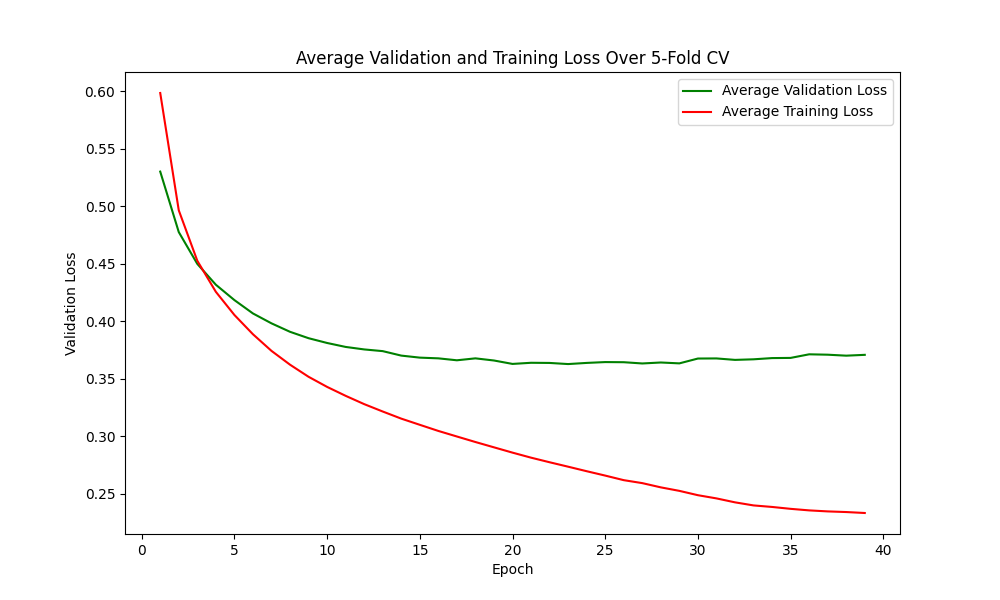 Average Validation and Training Loss Over 5-Fold CV
Average Validation Loss
Average Training Loss
Validation Loss
0.60
0.55
0.50
0.45
0.40
0.35
0.30
0.25
0 5 10 15 20 25 30 35 40
Epoch